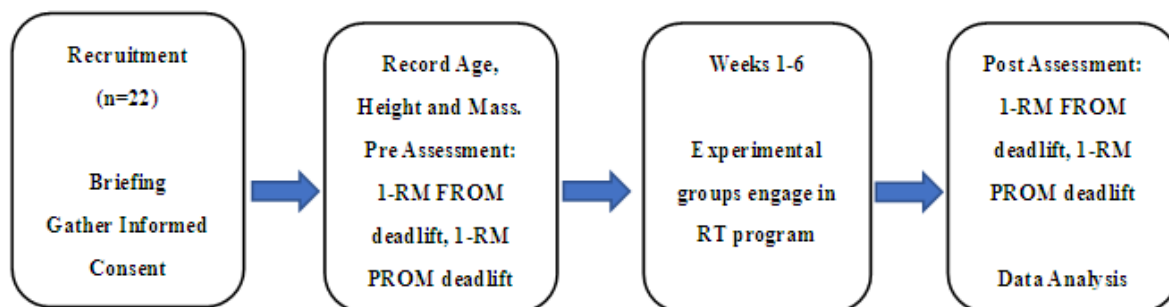 Recruitment
(n=22)
Briefing
Gather Informed
Consent
Record Age,
Height and Mass.
Pre Assessment:
1-RM FROM
deadlift, 1-RM
PROM deadlift
Weeks 1-6
Experimental
groups engage in
RT program
Post Assessment:
1-RM FROM
deadlift, 1-RM
PROM deadlift
Data Analysis